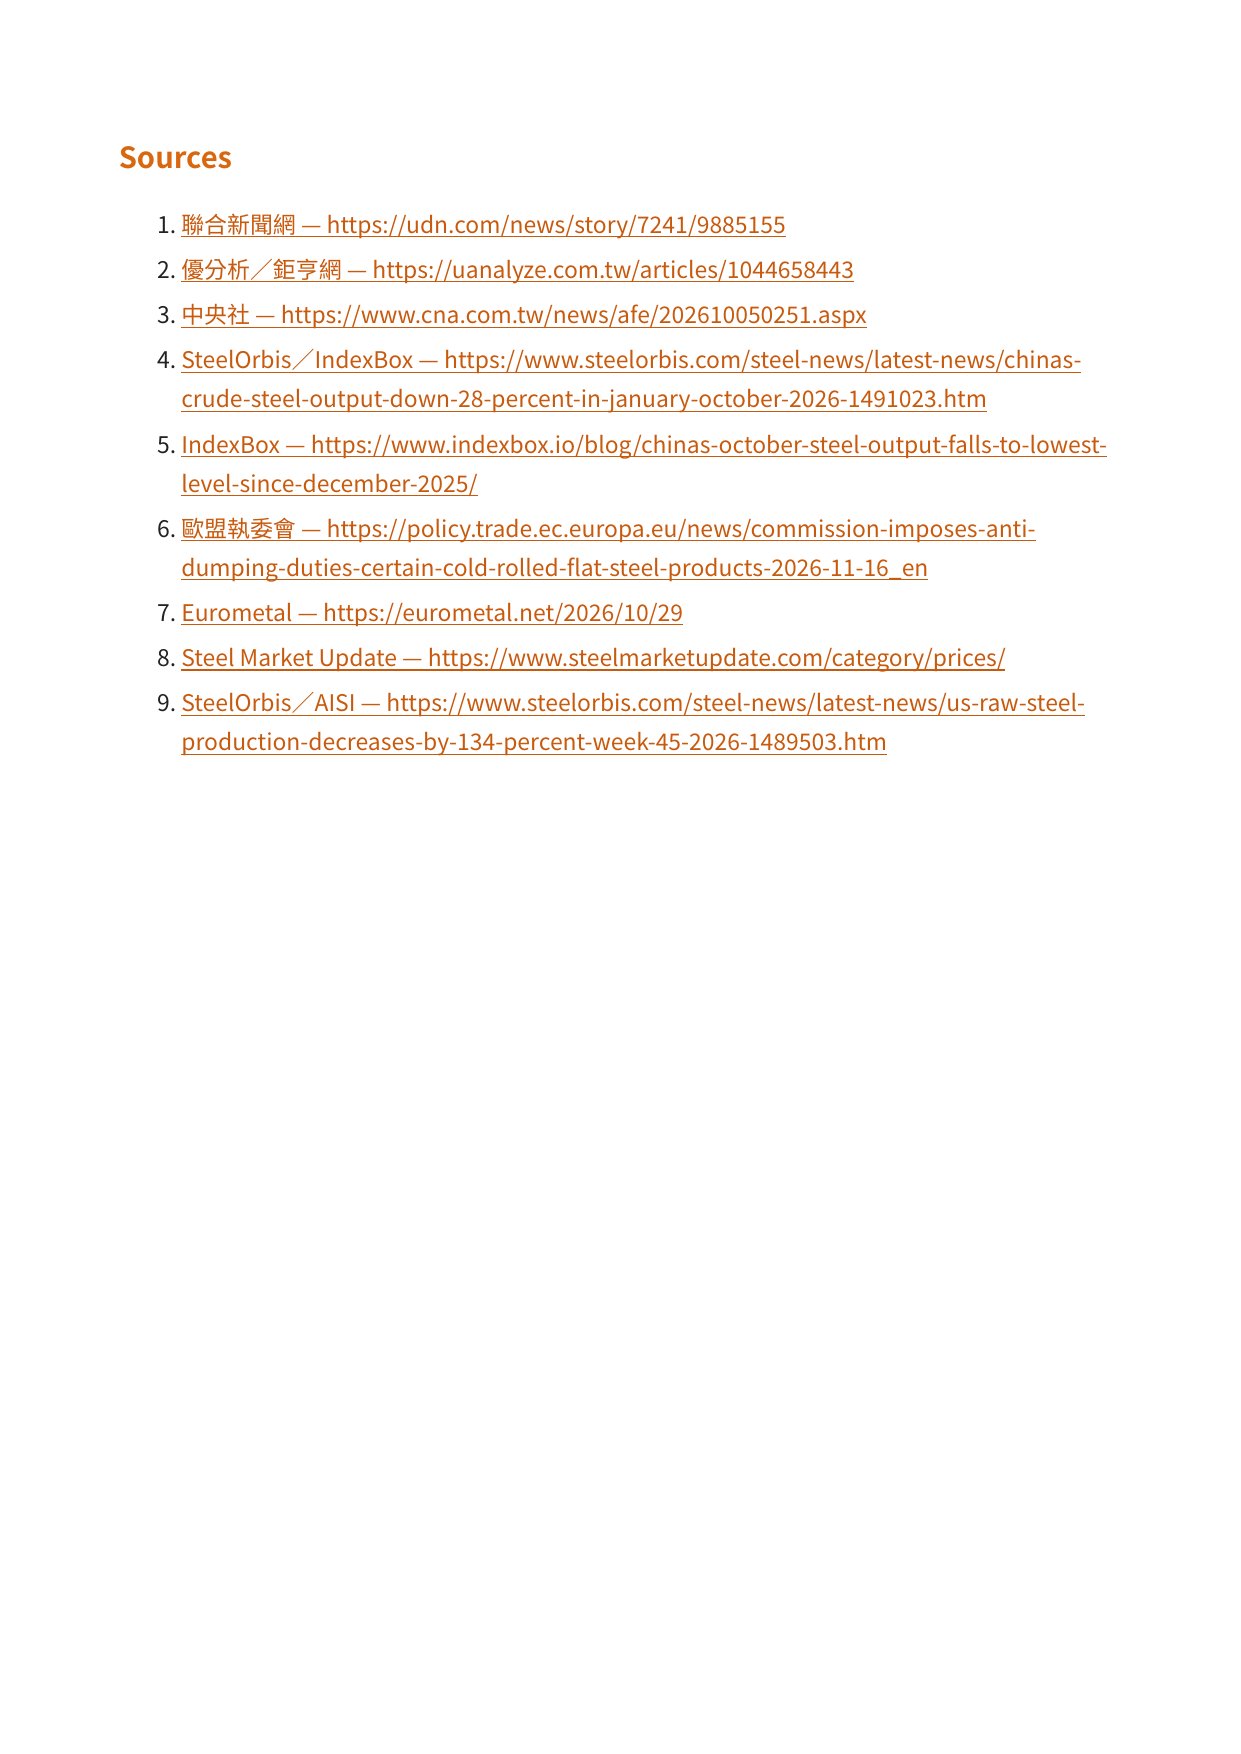 Sources
1. 聯合新聞網 — https://udn.com/news/story/7241/9885155
2. 優分析／鉅亨網 — https://uanalyze.com.tw/articles/1044658443
3. 中央社 — https://www.cna.com.tw/news/afe/202610050251.aspx
4. SteelOrbis／IndexBox — https://www.steelorbis.com/steel-news/latest-news/chinas-
crude-steel-output-down-28-percent-in-january-october-2026-1491023.htm
5. IndexBox — https://www.indexbox.io/blog/chinas-october-steel-output-falls-to-lowest-
level-since-december-2025/
6. 歐盟執委會 — https://policy.trade.ec.europa.eu/news/commission-imposes-anti-
dumping-duties-certain-cold-rolled-flat-steel-products-2026-11-16_en
7. Eurometal — https://eurometal.net/2026/10/29
8. Steel Market Update — https://www.steelmarketupdate.com/category/prices/
9. SteelOrbis／AISI — https://www.steelorbis.com/steel-news/latest-news/us-raw-steel-
production-decreases-by-134-percent-week-45-2026-1489503.htm